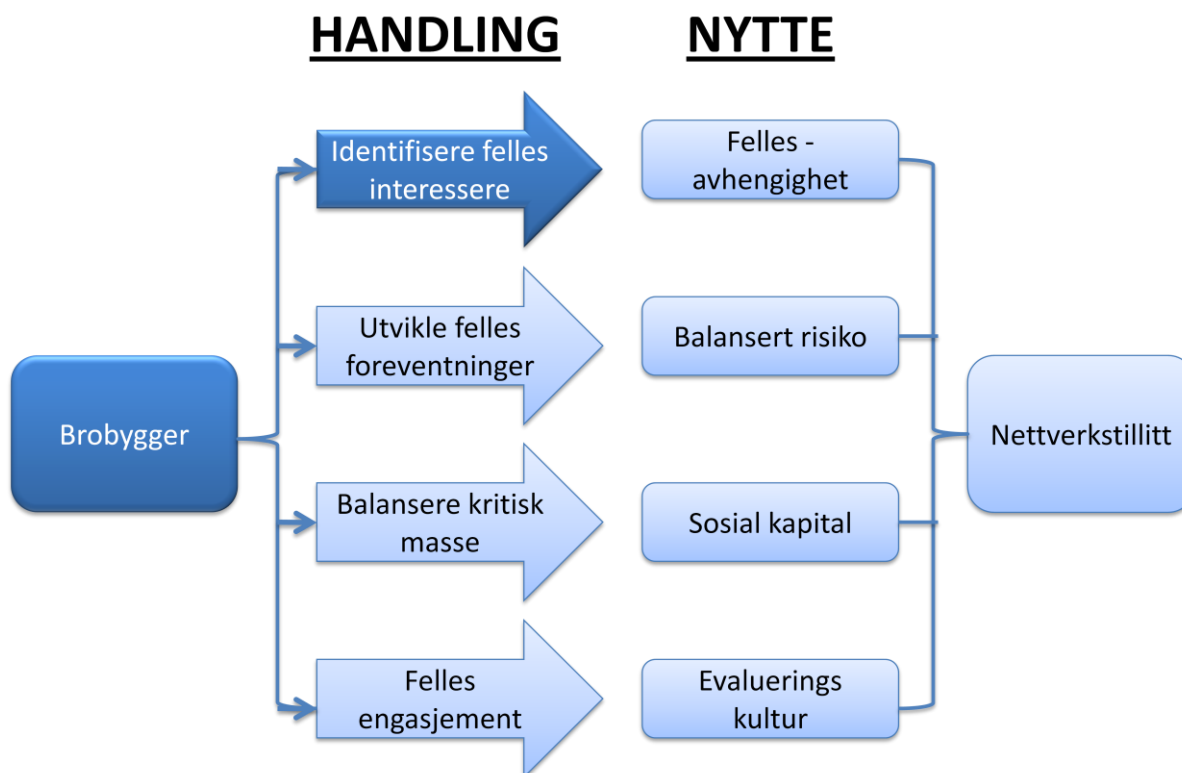 HANDLING
NYTTE
Identifisere felles
interessere
Felles -
avhengighet
Utvikle felles
foreventninger
Balansert risiko
Brobygger
Nettverkstillitt
Balansere kritisk
masse
Sosial kapital
Felles
engasjement
Evaluerings
kultur